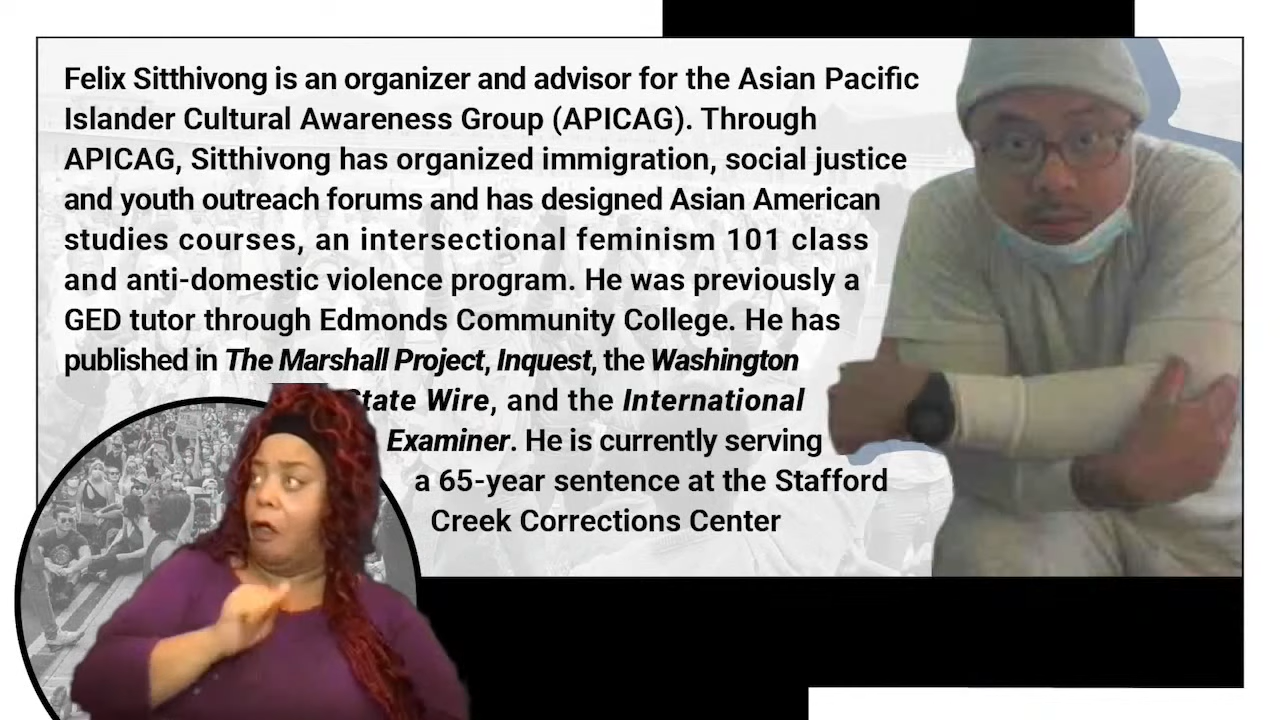 Felix Sitthivong is an organizer and advisor for the Asian Pacific
Islander Cultural Awareness Group (APICAG). Through
APICAG, Sitthivong has organized immigration, social justice
and youth outreach forums and has designed Asian American
studies courses, an intersectional feminism 101 class
and anti-domestic violence program. He was previously a
GED tutor through Edmonds Community College. He has
published in The Marshall Project, Inquest, the Washington
State Wire, and the International
Examiner. He is currently serving
a 65-year sentence at the Stafford
Creek Corrections Center